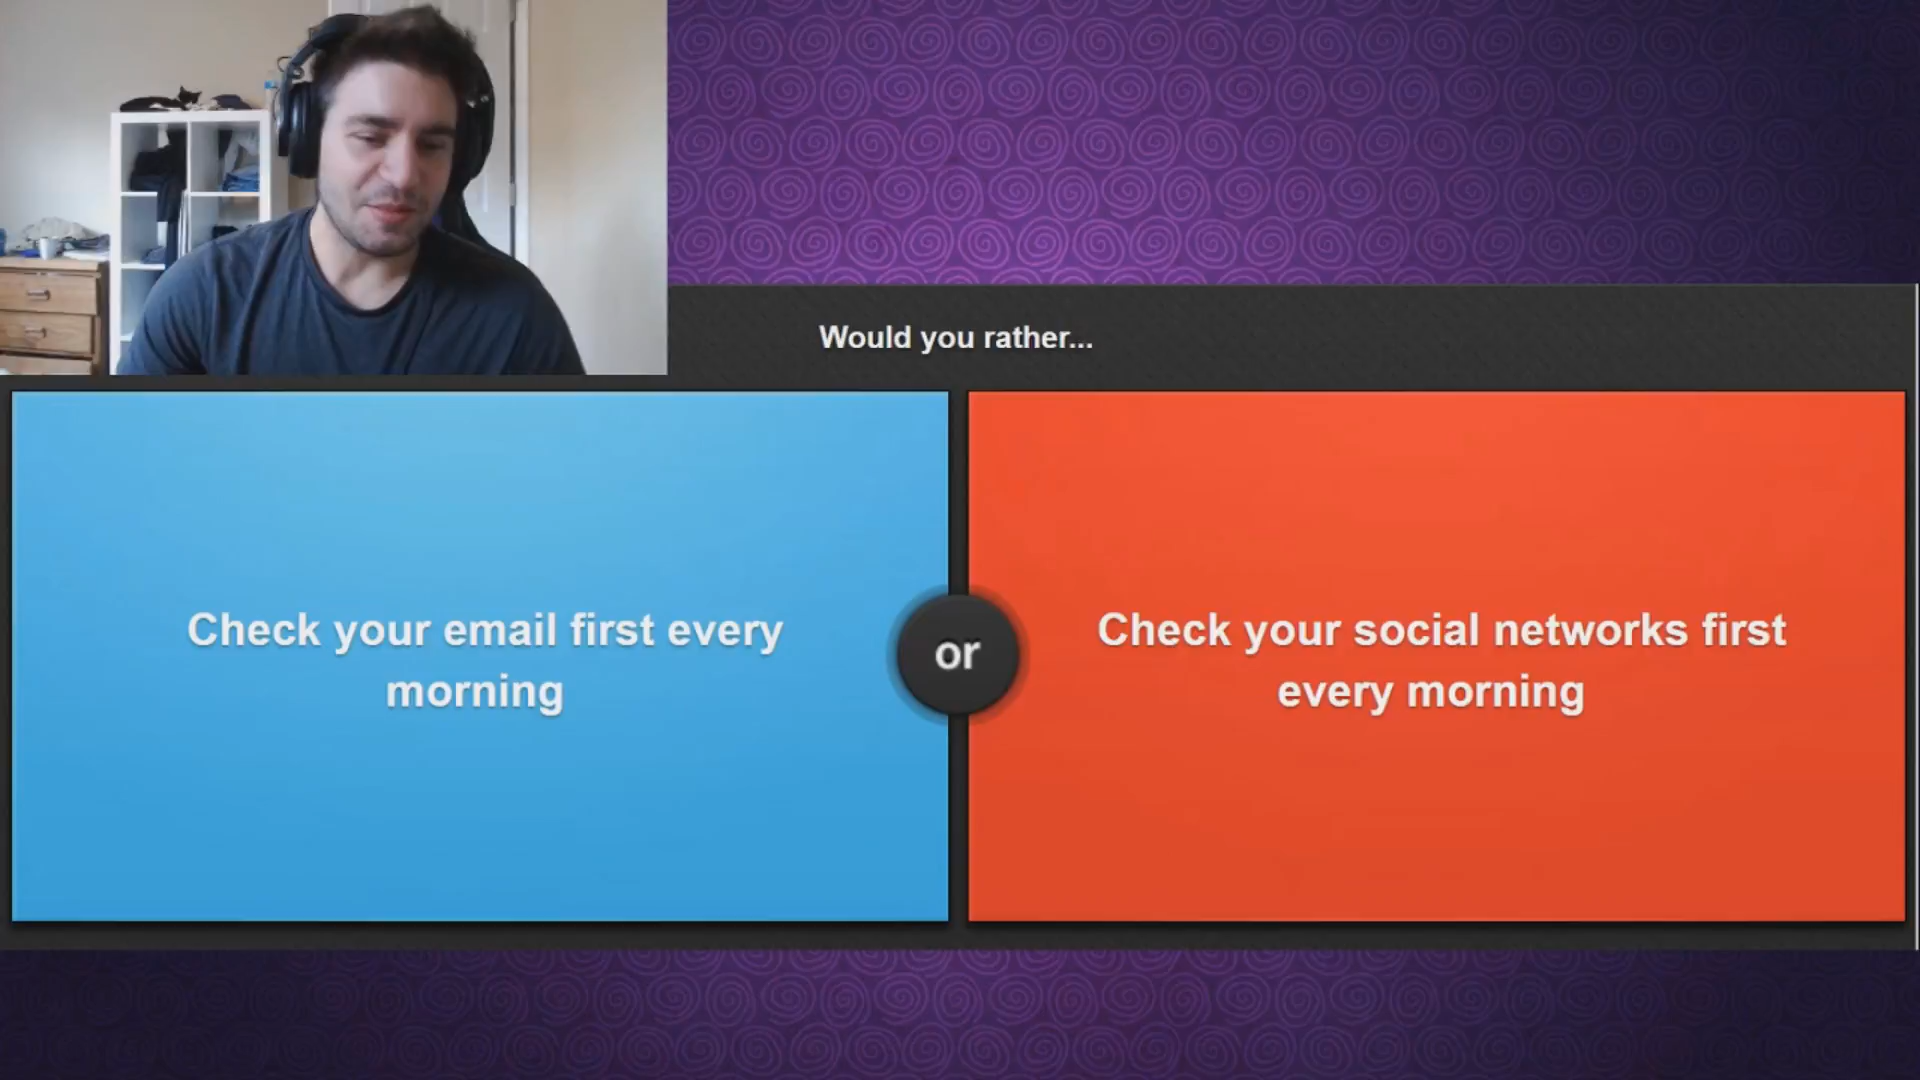 Would you rather...
Check your email first every
morning
or
Check your social networks first
every morning